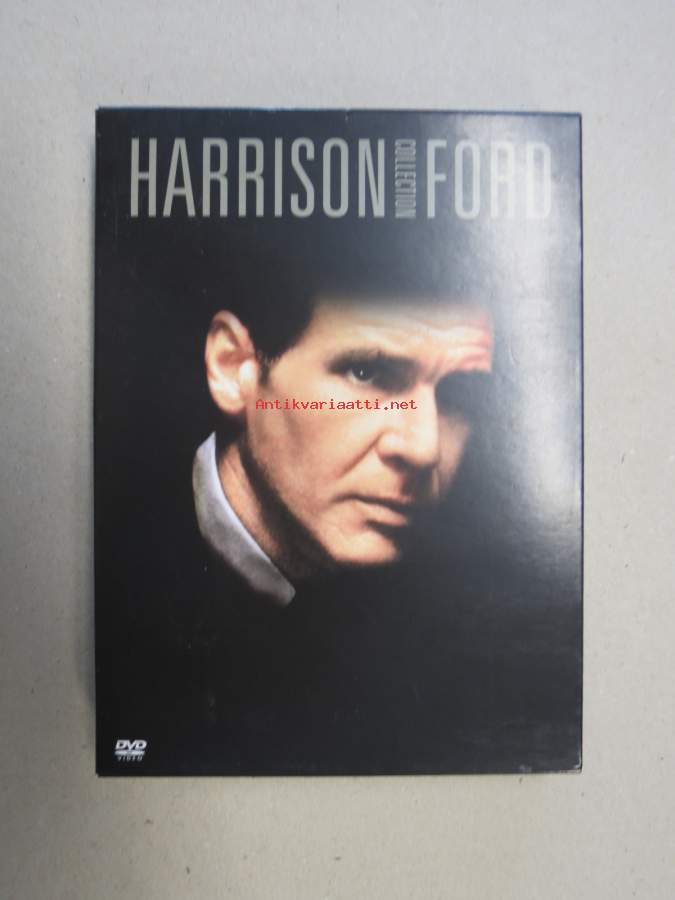 HARRISON COLLECTION FORD
Antikvariaatti.net
DVD
VIDEO